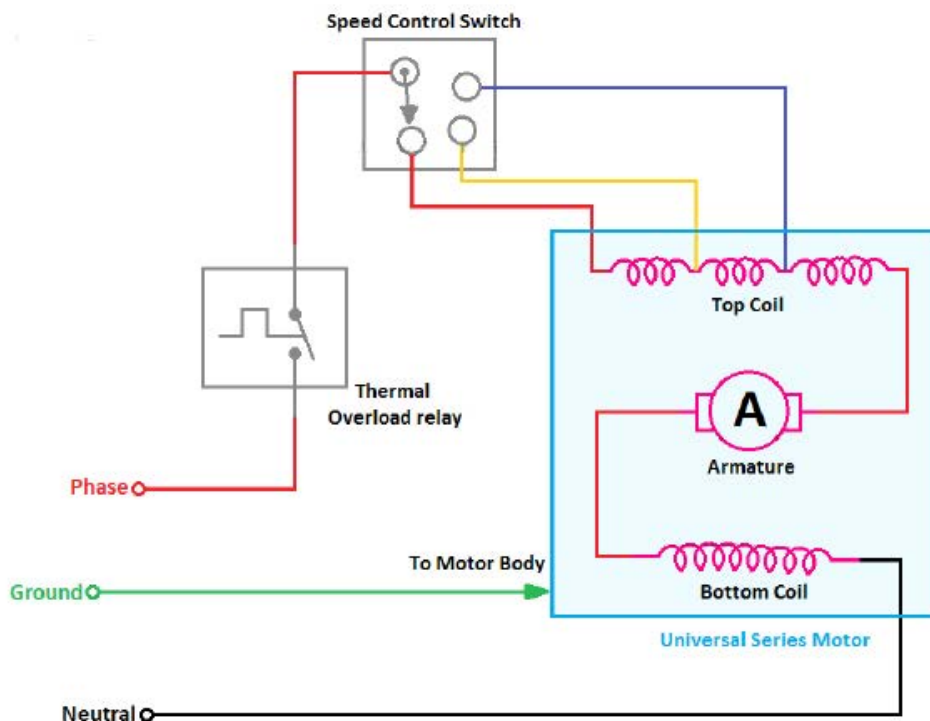 Speed Control Switch
Top Coil
A
Thermal
Overload relay
Armature
Phase
To Motor Body
Ground
Bottom Coil
Universal Series Motor
Neutral